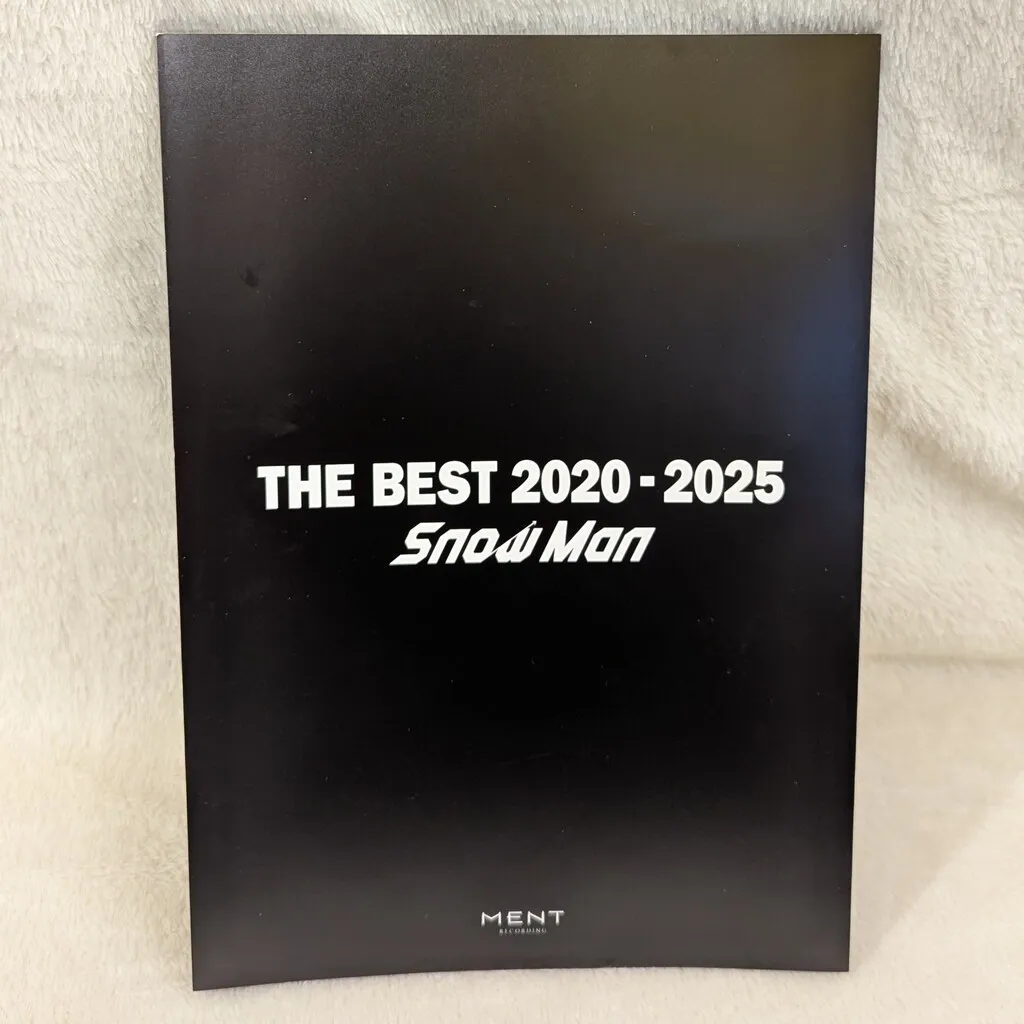 THE BEST 2020-2025
Snow Man
MENT
RECORDING